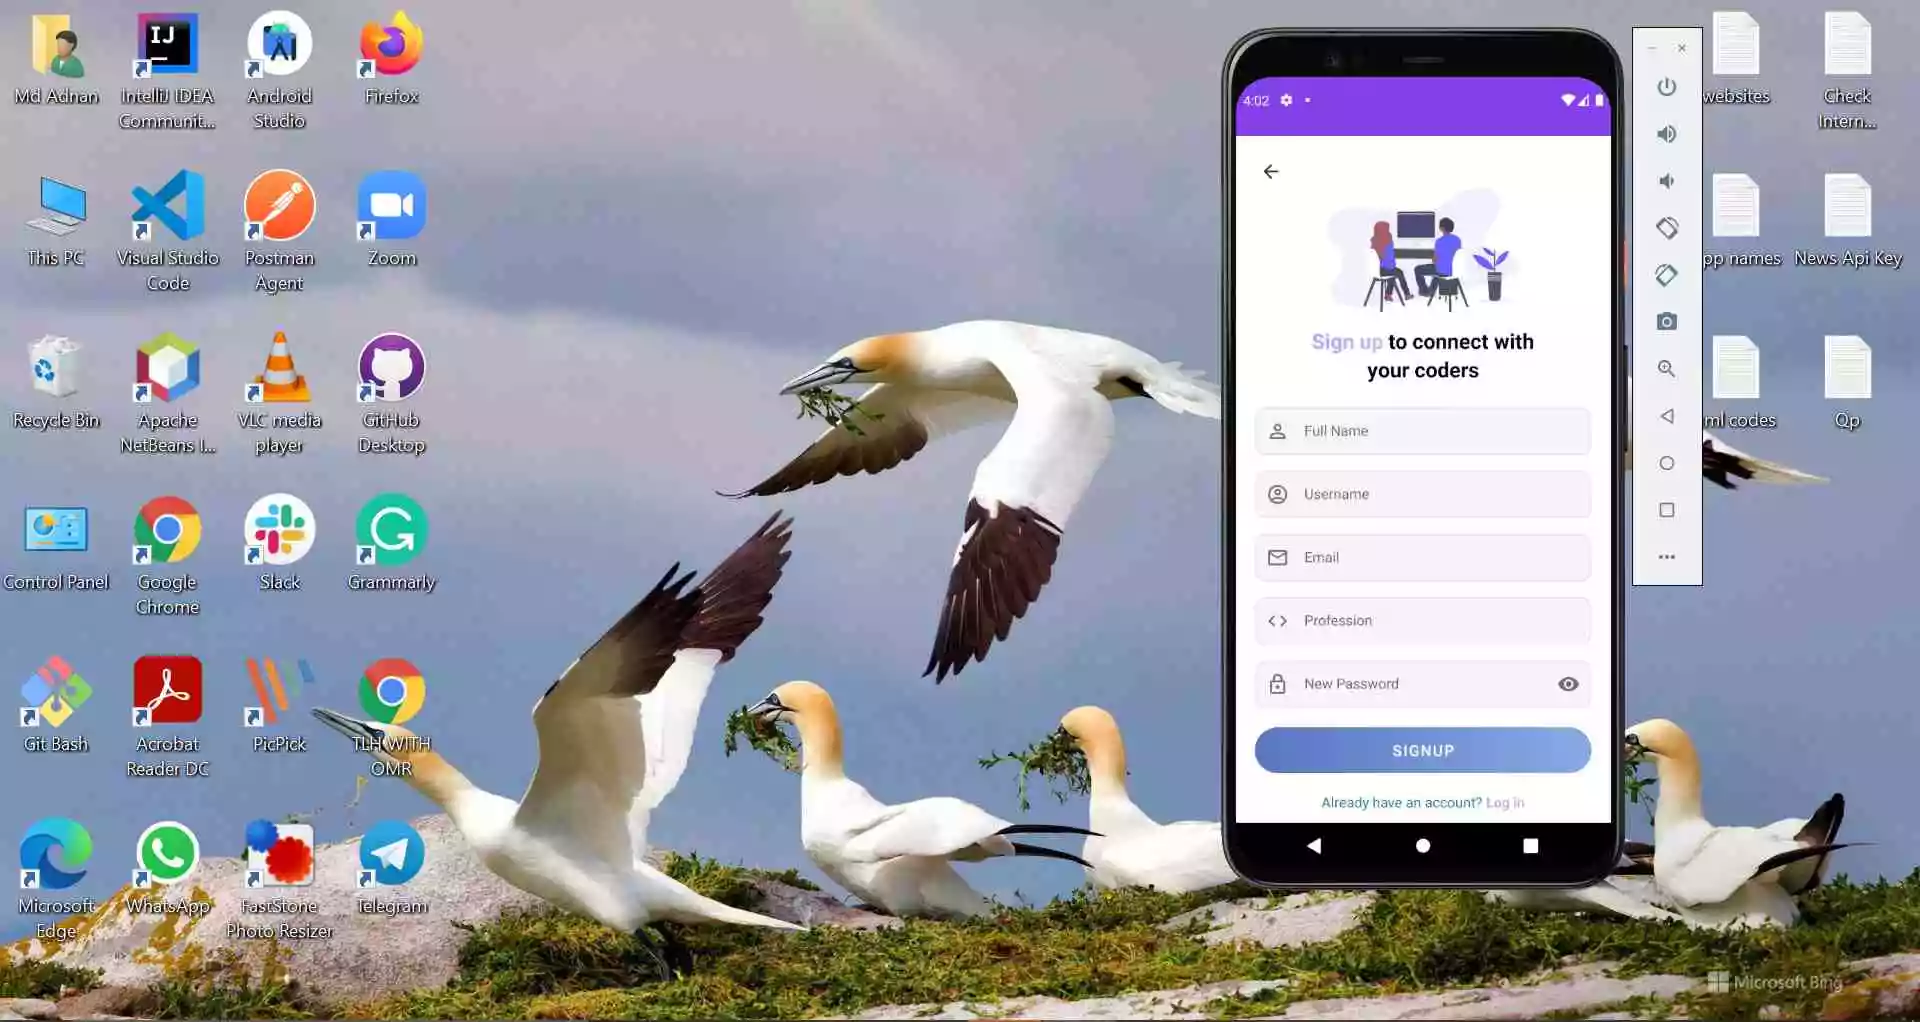 Md Adnan
IJ
IntelliJ IDEA
Communit...
Android
Studio
Firefox
This PC
Visual Studio
Code
Postman
Agent
Zoom
Recycle Bin
Apache
NetBeans I...
VLC media
player
GitHub
Desktop
Control Panel
Google
Chrome
Slack
Grammarly
Git Bash
Acrobat
Reader DC
PicPick
TLH WITH
OMR
Microsoft
Edge
WhatsApp
FastStone
Photo Resizer
Telegram
4:02
Sign up to connect with
your coders
Full Name
Username
Email
Profession
New Password
SIGNUP
Already have an account? Log in
websites
Check
Intern...
pp names
News Api Key
ml codes
Qp
Microsoft Bing